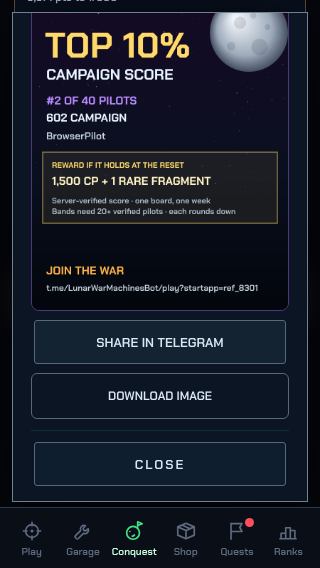 TOP 10%
CAMPAIGN SCORE
#2 OF 40 PILOTS
602 CAMPAIGN
BrowserPilot
REWARD IF IT HOLDS AT THE RESET
1,500 CP + 1 RARE FRAGMENT
Server-verified score · one board, one week
Bands need 20+ verified pilots · each rounds down
JOIN THE WAR
t.me/LunarWarMachinesBot/play?startapp=ref_8301
SHARE IN TELEGRAM
DOWNLOAD IMAGE
CLOSE
Play Garage Conquest Shop Quests Ranks